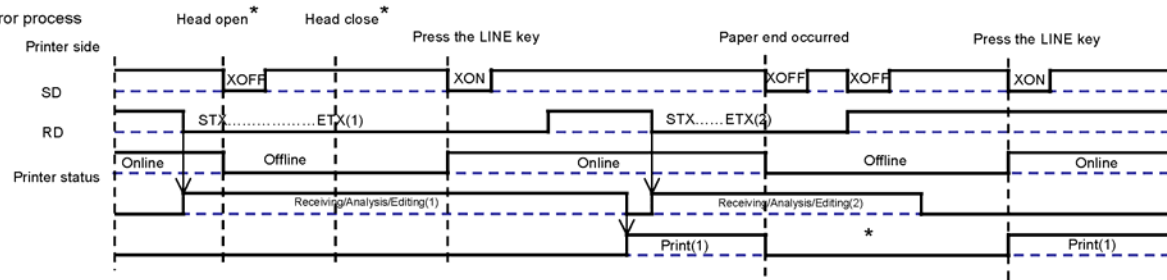 ror process
Head open*
Head close*
Press the LINE key
Paper end occurred
Press the LINE key
Printer side
XOFF
XON
XOFF
XOFF
XON
SD
RD
STX.................ETX(1)
STX......ETX(2)
Printer status
Online
Offline
Online
Offline
Online
Receiving/Analysis/Editing(1)
Receiving/Analysis/Editing(2)
Print(1)
*
Print(1)